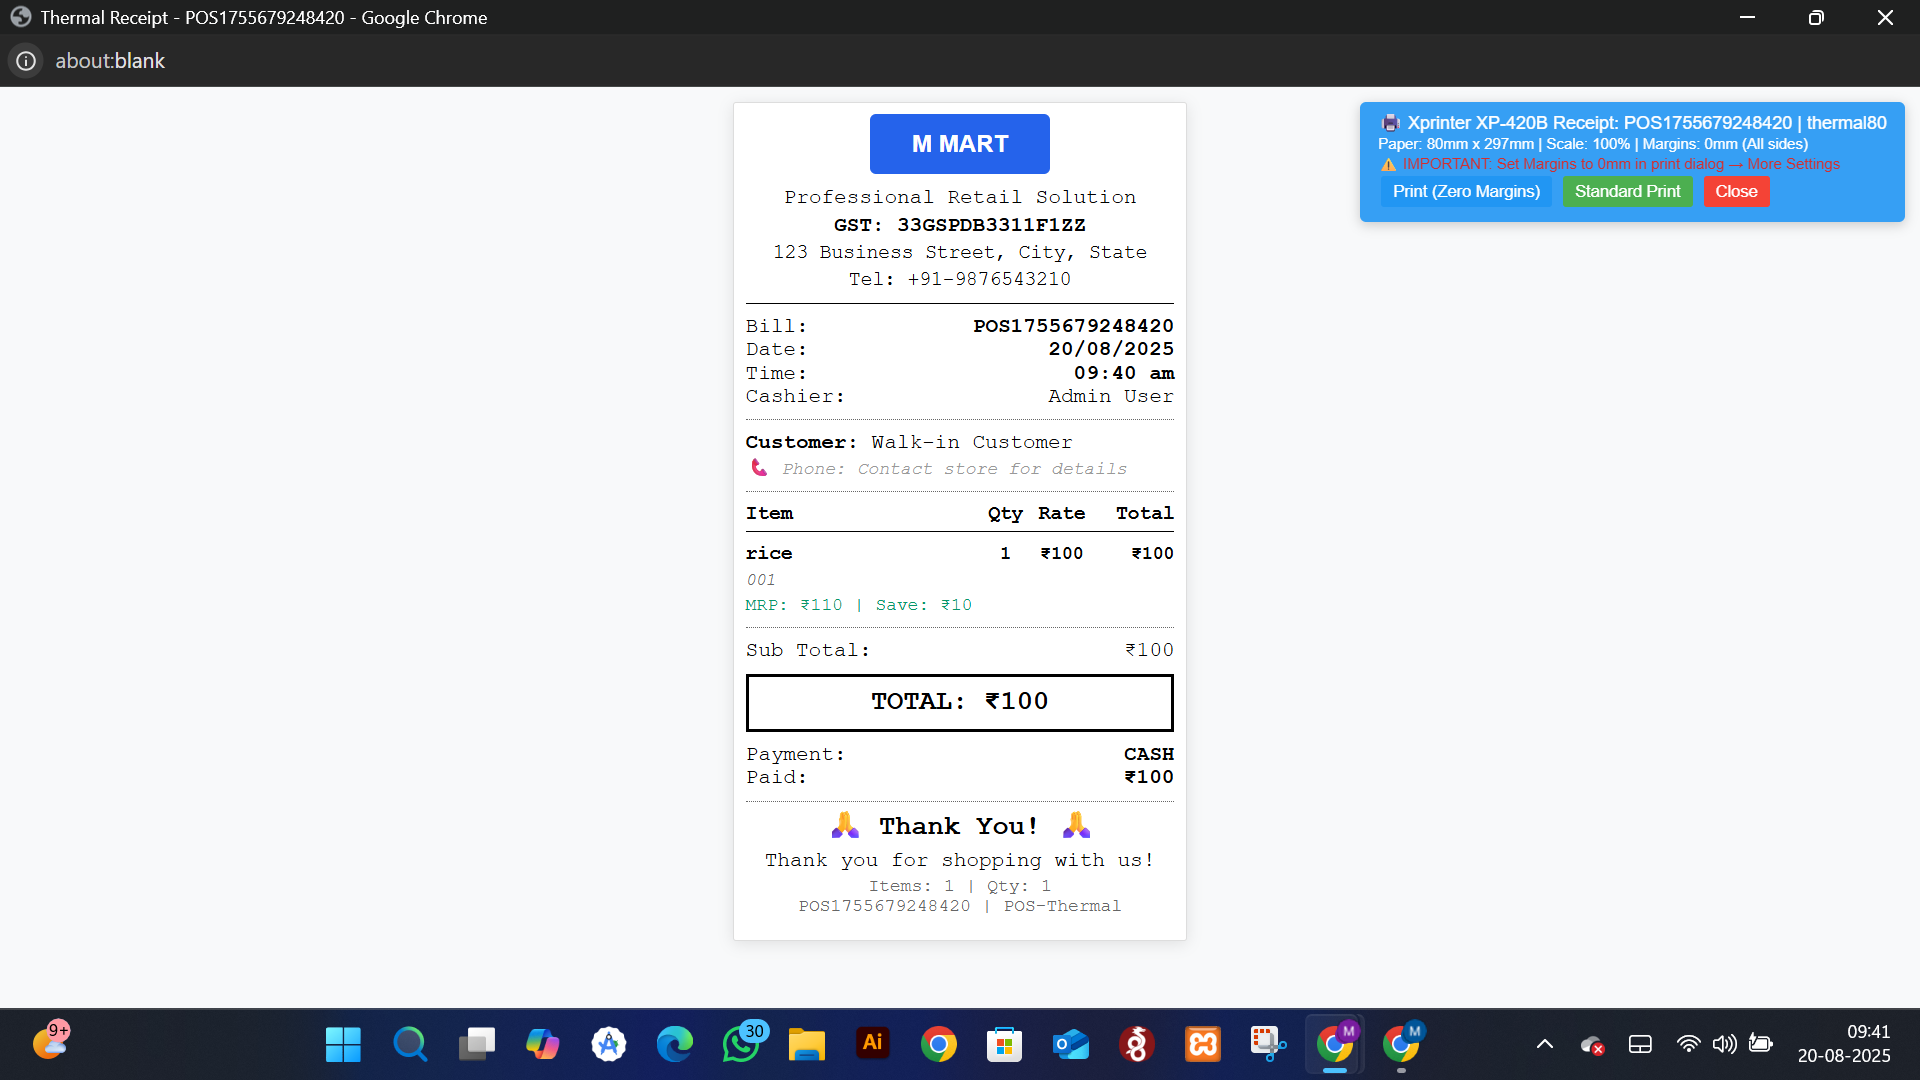 Thermal Receipt - POS1755679248420 - Google Chrome
about:blank
M MART
Professional Retail Solution
GST: 33GSPDB3311F1ZZ
123 Business Street, City, State
Tel: +91-9876543210
Bill: POS1755679248420
Date: 20/08/2025
Time: 09:40 am
Cashier: Admin User
Customer: Walk-in Customer
Phone: Contact store for details
Item Qty Rate Total
rice 1 ₹100 ₹100
001
MRP: ₹110 | Save: ₹10
Sub Total: ₹100
TOTAL: ₹100
Payment: CASH
Paid: ₹100
Thank You!
Thank you for shopping with us!
Items: 1 | Qty: 1
POS1755679248420 | POS-Thermal
Xprinter XP-420B Receipt: POS1755679248420 | thermal80
Paper: 80mm x 297mm | Scale: 100% | Margins: 0mm (All sides)
IMPORTANT: Set Margins to 0mm in print dialog → More Settings
Print (Zero Margins) Standard Print Close
9+
30
Ai
M
M
09:41
20-08-2025